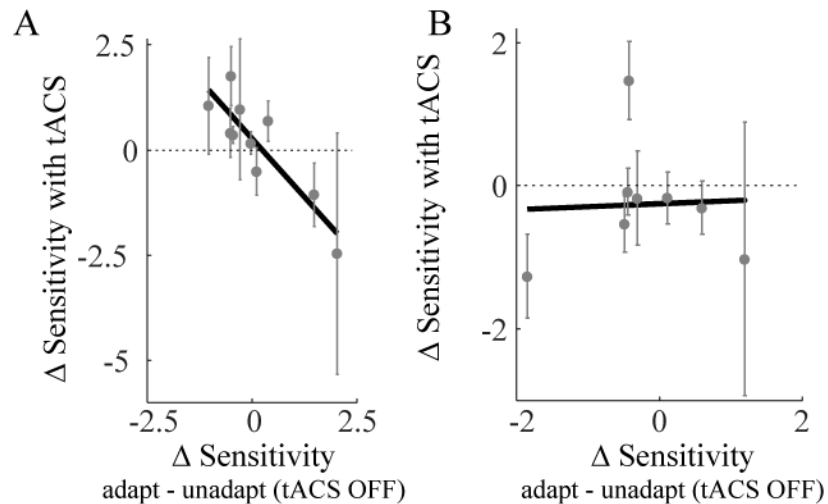 A
Δ Sensitivity with tACS
2.5
0
-2.5
-5
-2.5
0
2.5
Δ Sensitivity
adapt - unadapt (tACS OFF)
B
Δ Sensitivity with tACS
2
0
-2
-2
0
2
Δ Sensitivity
adapt - unadapt (tACS OFF)